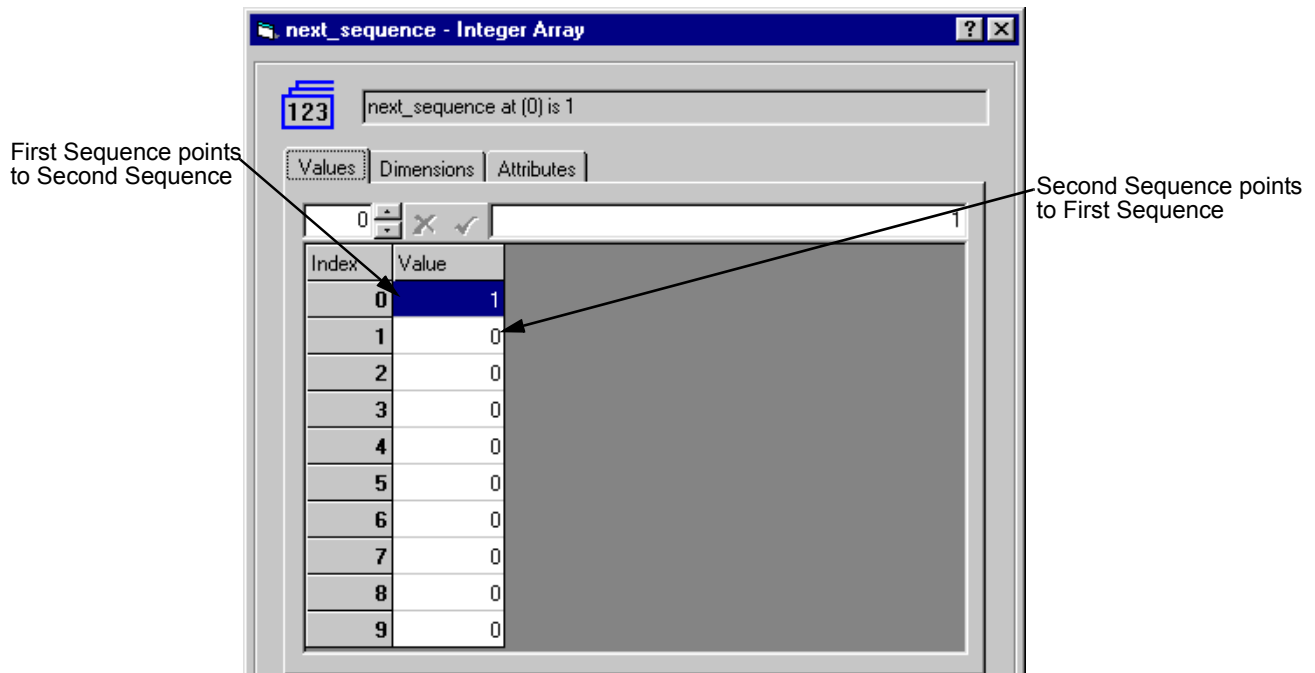 next_sequence - Integer Array
? X
123
next_sequence at (0) is 1
First Sequence points
to Second Sequence
Values Dimensions Attributes
Second Sequence points
to First Sequence
0 1
Index Value
0 1
1 0
2 0
3 0
4 0
5 0
6 0
7 0
8 0
9 0